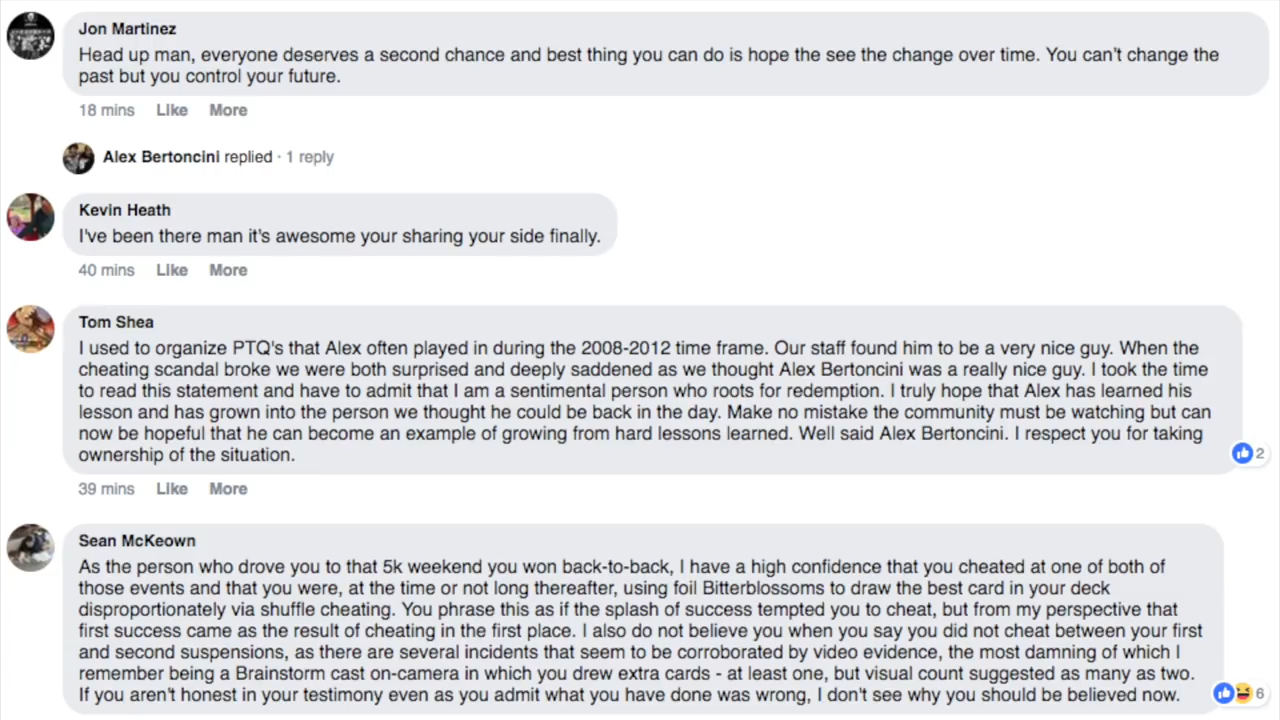 Jon Martinez
Head up man, everyone deserves a second chance and best thing you can do is hope the see the change over time. You can't change the
past but you control your future.
18 mins Like More
Alex Bertoncini replied · 1 reply
Kevin Heath
I've been there man it's awesome your sharing your side finally.
40 mins Like More
Tom Shea
I used to organize PTQ's that Alex often played in during the 2008-2012 time frame. Our staff found him to be a very nice guy. When the
cheating scandal broke we were both surprised and deeply saddened as we thought Alex Bertoncini was a really nice guy. I took the time
to read this statement and have to admit that I am a sentimental person who roots for redemption. I truly hope that Alex has learned his
lesson and has grown into the person we thought he could be back in the day. Make no mistake the community must be watching but can
now be hopeful that he can become an example of growing from hard lessons learned. Well said Alex Bertoncini. I respect you for taking
ownership of the situation.
2
39 mins Like More
Sean McKeown
As the person who drove you to that 5k weekend you won back-to-back, I have a high confidence that you cheated at one of both of
those events and that you were, at the time or not long thereafter, using foil Bitterblossoms to draw the best card in your deck
disproportionately via shuffle cheating. You phrase this as if the splash of success tempted you to cheat, but from my perspective that
first success came as the result of cheating in the first place. I also do not believe you when you say you did not cheat between your first
and second suspensions, as there are several incidents that seem to be corroborated by video evidence, the most damning of which I
remember being a Brainstorm cast on-camera in which you drew extra cards - at least one, but visual count suggested as many as two.
If you aren't honest in your testimony even as you admit what you have done was wrong, I don't see why you should be believed now.
6